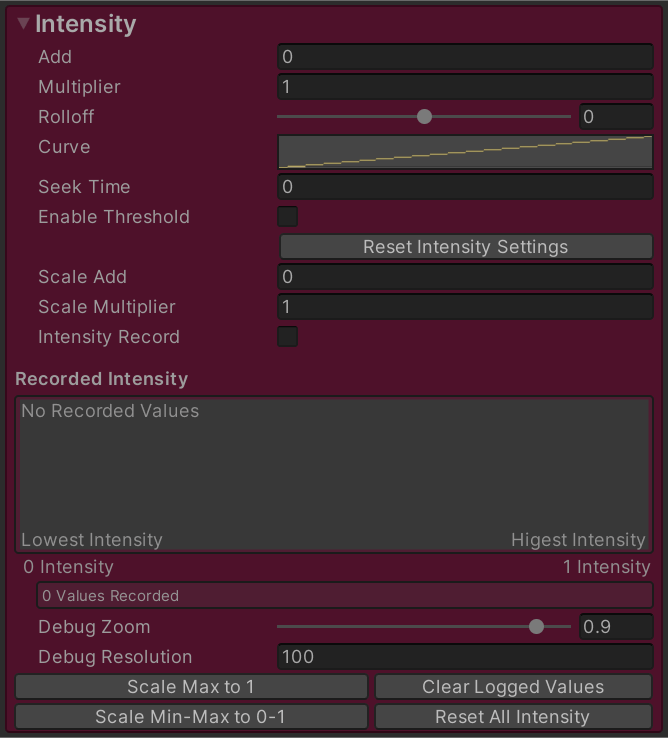 Intensity
Add 0
Multiplier 1
Rolloff 0
Curve
Seek Time 0
Enable Threshold
Reset Intensity Settings
Scale Add 0
Scale Multiplier 1
Intensity Record
Recorded Intensity
No Recorded Values
Lowest Intensity Higest Intensity
0 Intensity 1 Intensity
0 Values Recorded
Debug Zoom 0.9
Debug Resolution 100
Scale Max to 1 Clear Logged Values
Scale Min-Max to 0-1 Reset All Intensity